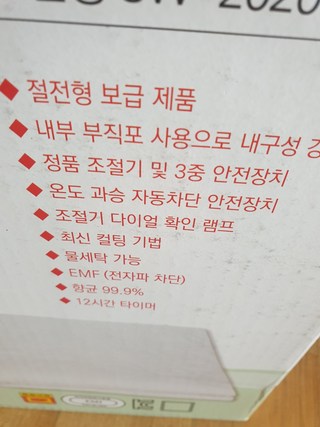 ◆ 절전형 보급 제품
◆ 내부 부직포 사용으로 내구성
◆ 정품 조절기 및 3중 안전장치
◆ 온도 과승 자동차단 안전장치
◆ 조절기 다이얼 확인 램프
◆ 최신 컬팅 기법
◆ 물세탁 가능
◆ EMF (전자파 차단)
◆ 항균 99.9%
◆ 12시간 타이머